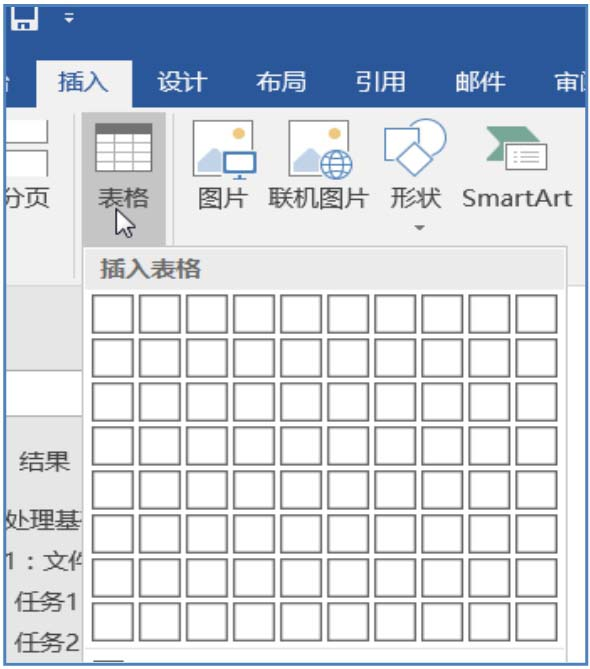 插入 设计 布局 引用 邮件 审
分页 表格 图片 联机图片 形状 SmartArt
插入表格
结果
处理基
1：文件
任务1
任务2